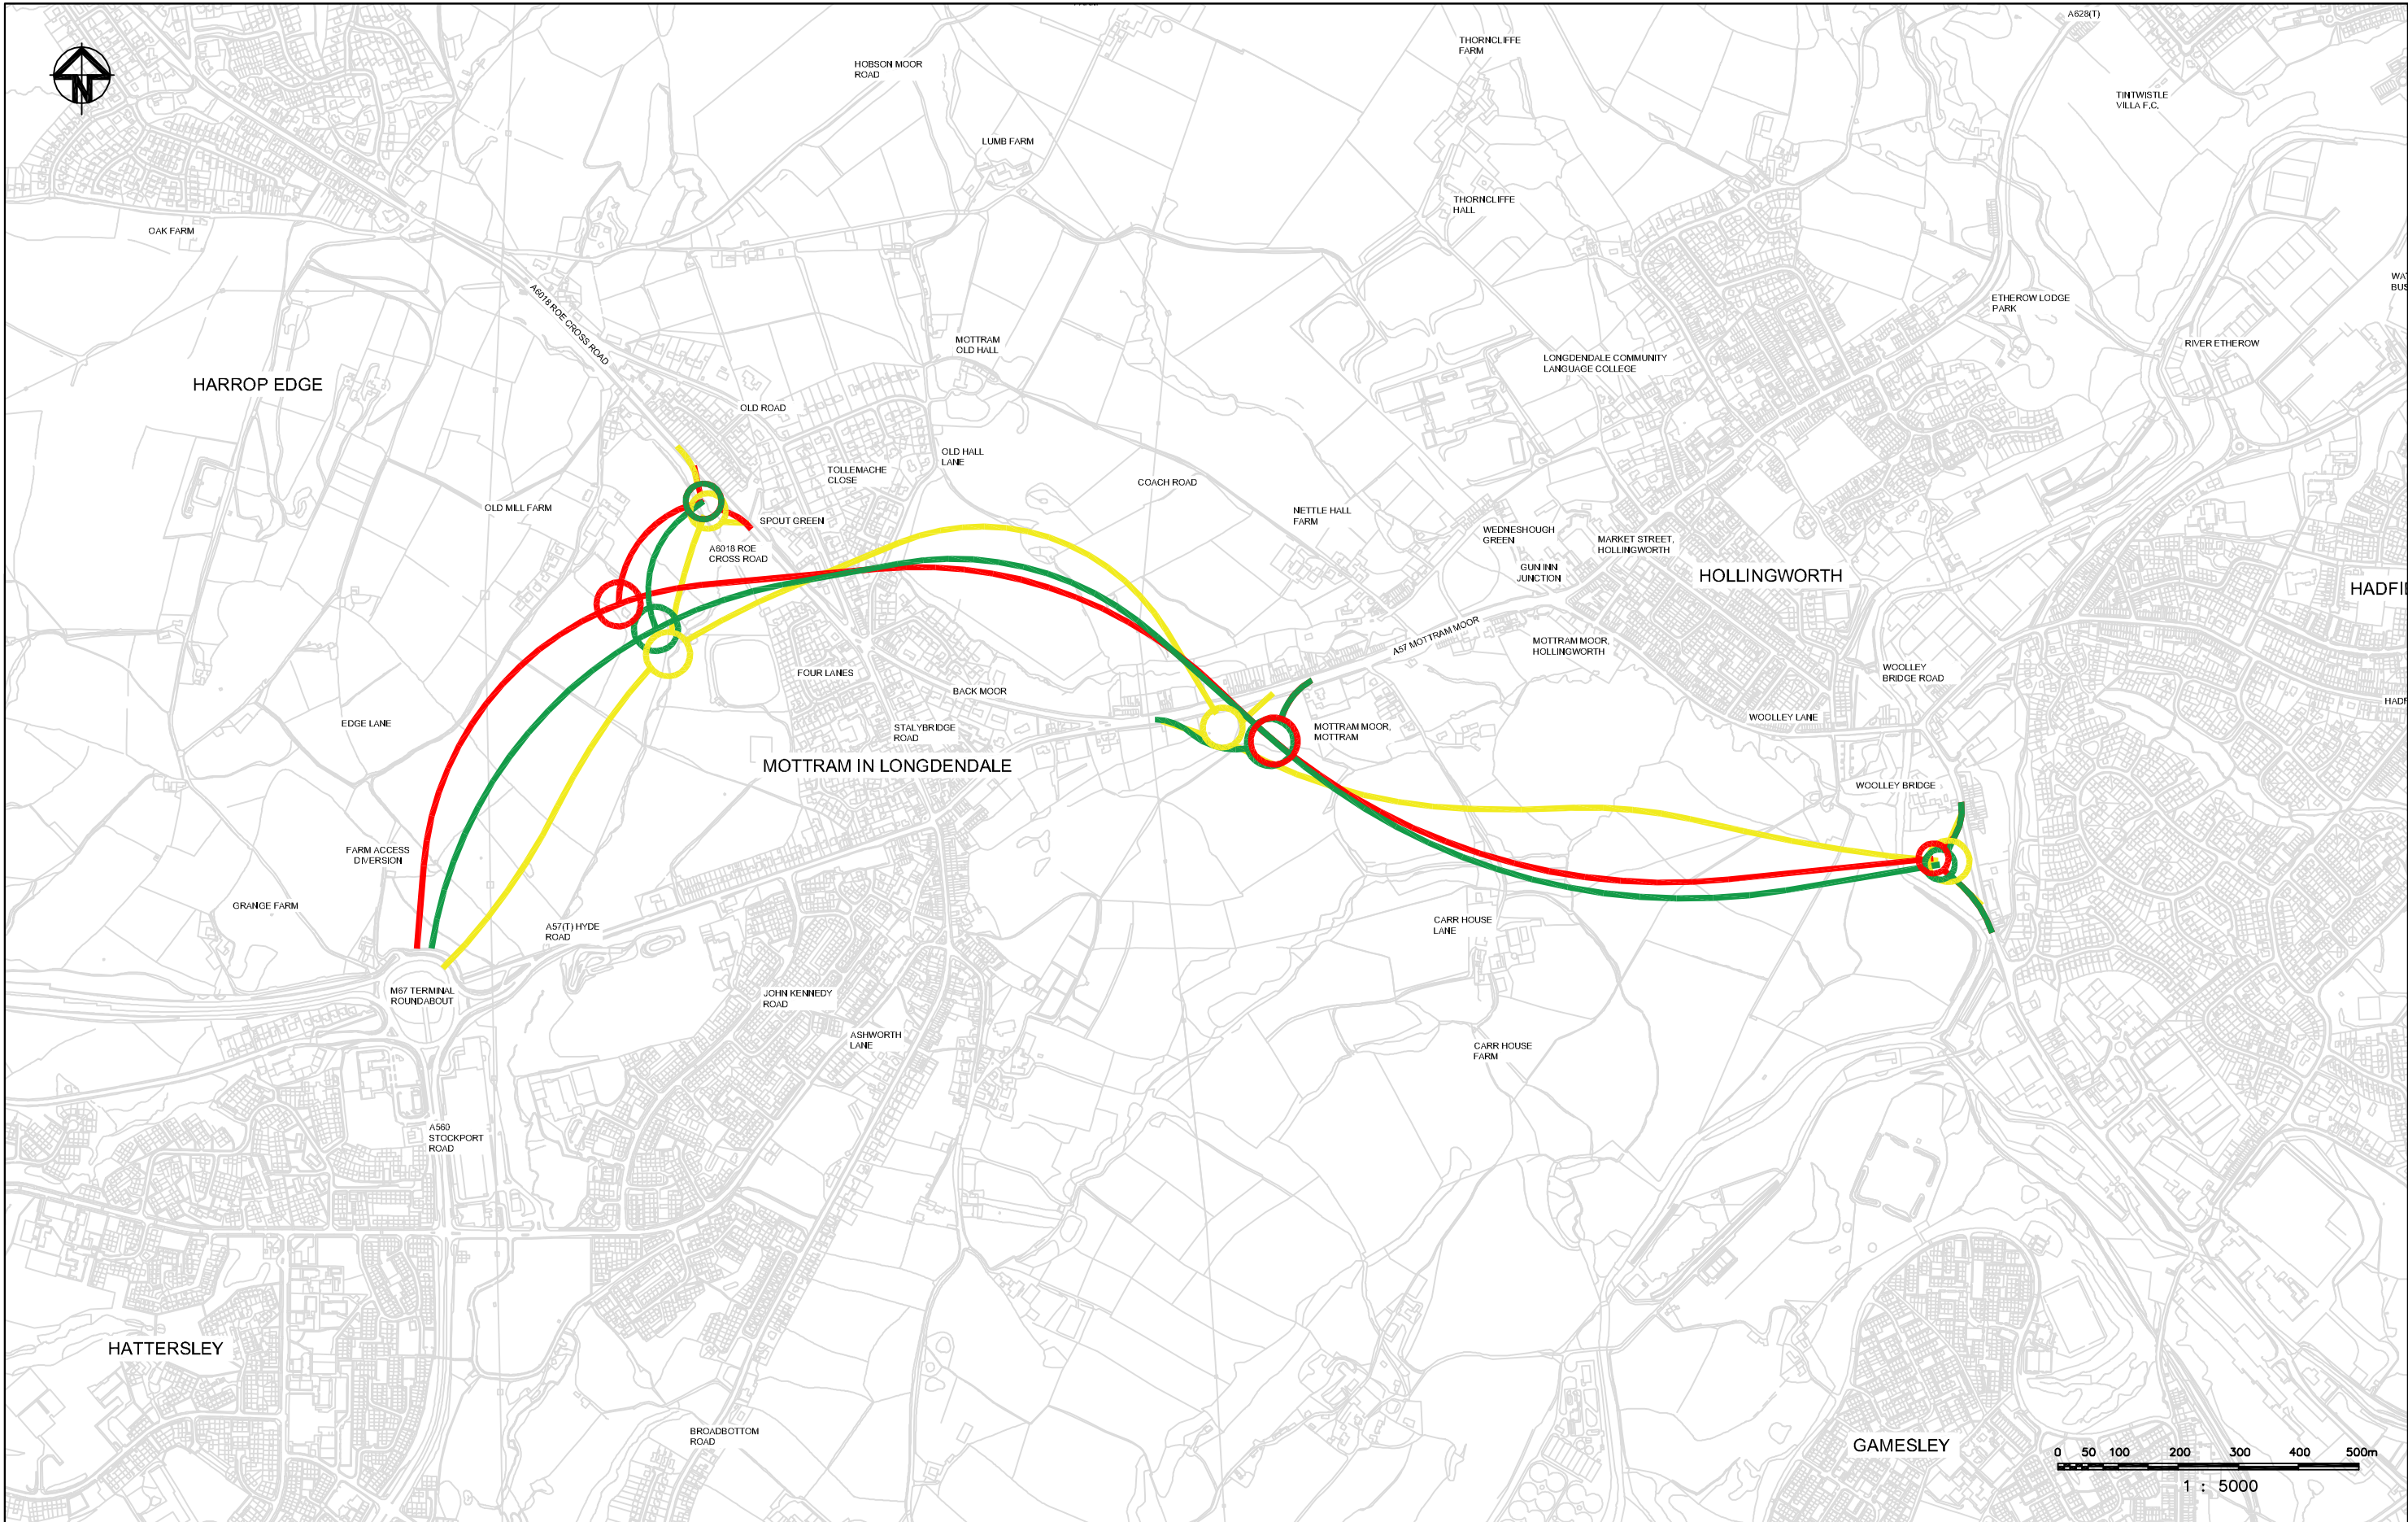 A628(T)
THORNCLIFFE
FARM
HOBSON MOOR
ROAD
N
TINTWISTLE
VILLA F.C.
LUMB FARM
THORNCLIFFE
HALL
OAK FARM
ETHEROW LODGE
PARK
A6018 ROE CROSS ROAD
RIVER ETHEROW
MOTTRAM
OLD HALL
LONGDENDALE COMMUNITY
LANGUAGE COLLEGE
HARROP EDGE
OLD ROAD
OLD HALL
LANE
TOLLEMACHE
CLOSE
COACH ROAD
OLD MILL FARM
NETTLE HALL
FARM
SPOUT GREEN
WEDNESHOUGH
GREEN
MARKET STREET,
HOLLINGWORTH
A6018 ROE
CROSS ROAD
GUN INN
JUNCTION
HOLLINGWORTH
HADFIE
A57 MOTTRAM MOOR
MOTTRAM MOOR,
HOLLINGWORTH
FOUR LANES
WOOLLEY
BRIDGE ROAD
BACK MOOR
HADF
EDGE LANE
STALYBRIDGE
ROAD
MOTTRAM MOOR,
MOTTRAM
WOOLLEY LANE
MOTTRAM IN LONGDENDALE
WOOLLEY BRIDGE
FARM ACCESS
DIVERSION
GRANGE FARM
A57(T) HYDE
ROAD
CARR HOUSE
LANE
M67 TERMINAL
ROUNDABOUT
JOHN KENNEDY
ROAD
ASHWORTH
LANE
CARR HOUSE
FARM
A560
STOCKPORT
ROAD
HATTERSLEY
BROADBOTTOM
ROAD
GAMESLEY
0 50 100 200 300 400 500m
1 : 5000